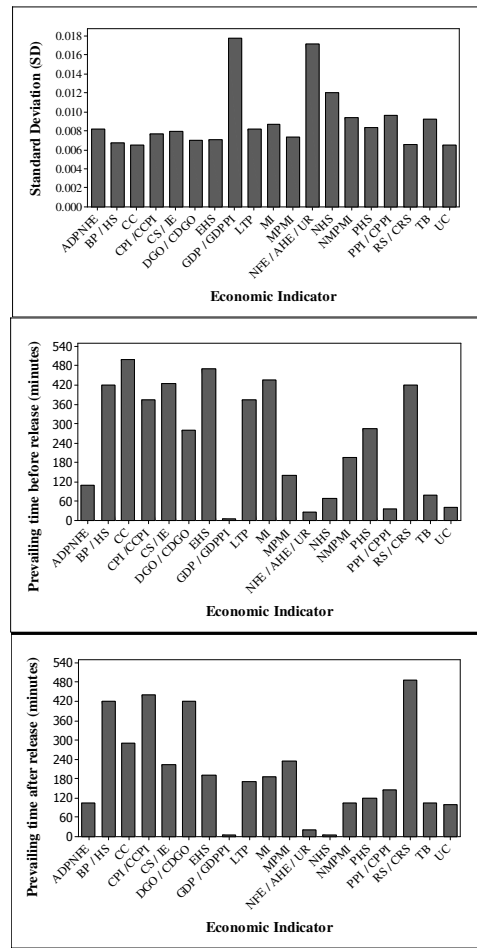 Standard Deviation (SD)
0.018
0.016
0.014
0.012
0.010
0.008
0.006
0.004
0.002
0.000
ADPNFE
BP / HS
CC
CPI /CCPI
CS / IE
DGO / CDGO
EHS
GDP / GDPPI
LTP
MI
MPMI
NFE / AHE / UR
NHS
NMPMI
PHS
PPI / CPPI
RS / CRS
TB
UC
Economic Indicator
Prevailing time before release (minutes)
540
480
420
360
300
240
180
120
60
0
ADPNFE
BP / HS
CC
CPI /CCPI
CS / IE
DGO / CDGO
EHS
GDP / GDPPI
LTP
MI
MPMI
NFE / AHE / UR
NHS
NMPMI
PHS
PPI / CPPI
RS / CRS
TB
UC
Economic Indicator
Prevailing time after release (minutes)
540
480
420
360
300
240
180
120
60
0
ADPNFE
BP / HS
CC
CPI /CCPI
CS / IE
DGO / CDGO
EHS
GDP / GDPPI
LTP
MI
MPMI
NFE / AHE / UR
NHS
NMPMI
PHS
PPI / CPPI
RS / CRS
TB
UC
Economic Indicator